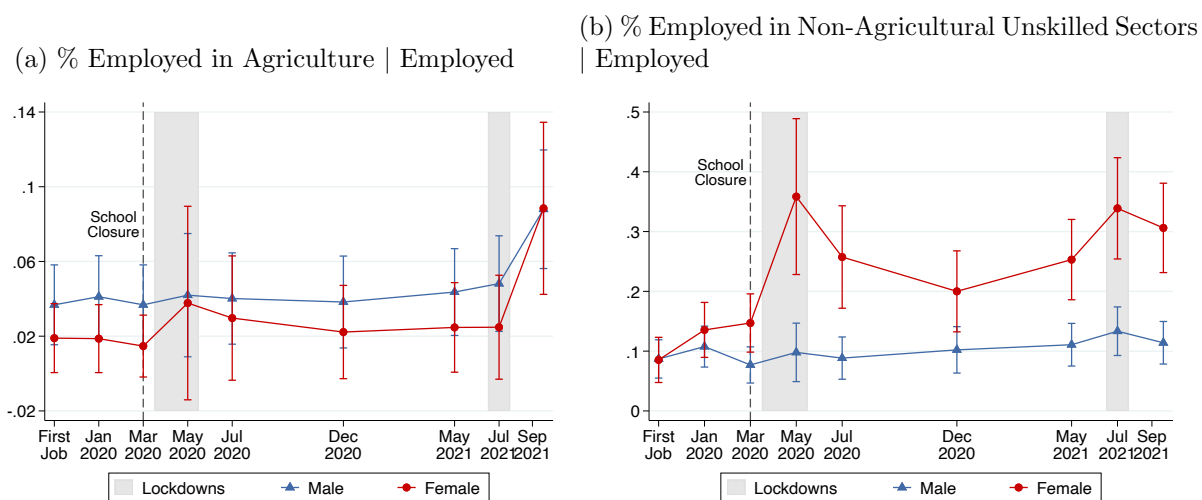 (a) % Employed in Agriculture | Employed
.14
.1
.06
.02
-.02
School
Closure
First Jan Mar May Jul Dec May Jul Sep
Job 2020 2020 2020 2020 2020 2021 2021 2021
Lockdowns Male Female
(b) % Employed in Non-Agricultural Unskilled Sectors
| Employed
.5
.4
.3
.2
.1
0
School
Closure
First Jan Mar May Jul Dec May Jul Sep
Job 2020 2020 2020 2020 2020 2021 2021 2021
Lockdowns Male Female